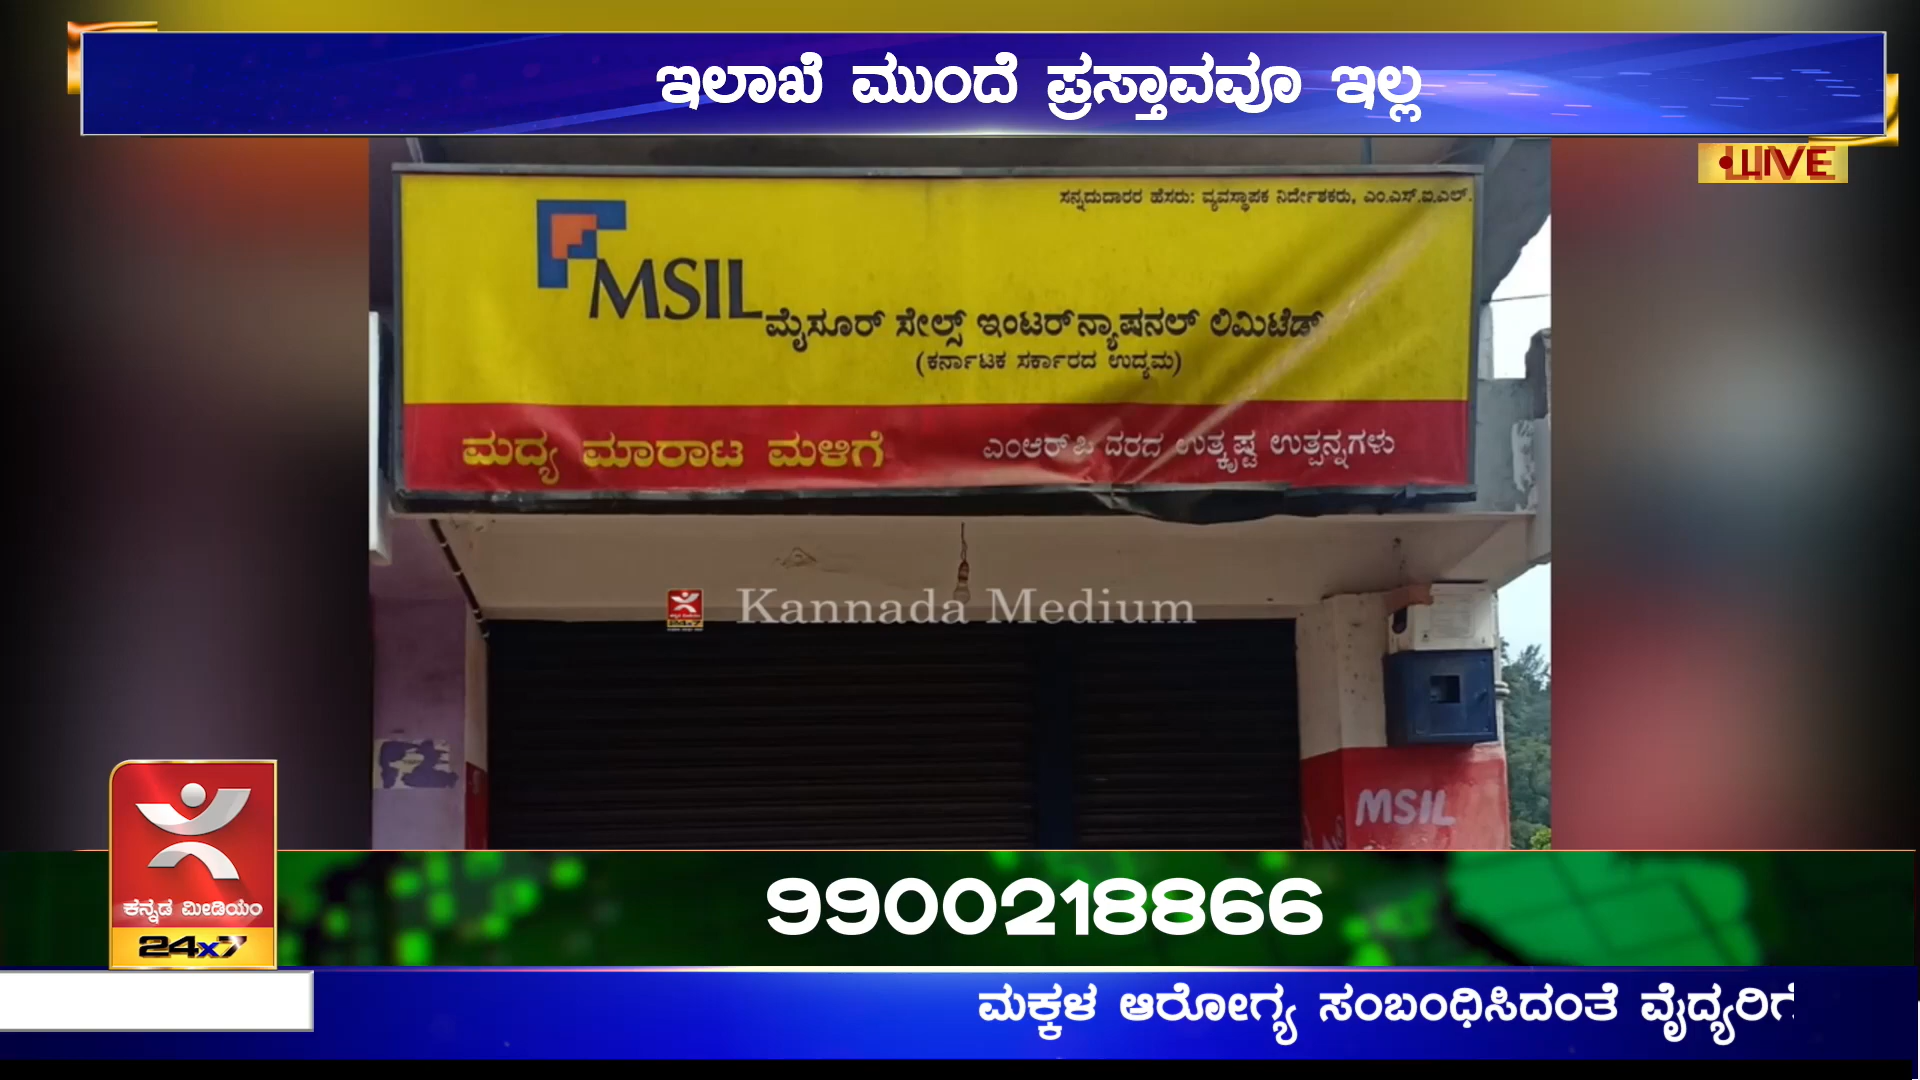 ಇಲಾಖೆ ಮುಂದೆ ಪ್ರಸ್ತಾವವೂ ಇಲ್ಲ
LIVE
ಸನ್ನದುದಾರರ ಹೆಸರು: ವ್ಯವಸ್ಥಾಪಕ ನಿರ್ದೇಶಕರು, ಎಂ.ಎಸ್.ಐ.ಎಲ್.
MSIL ಮೈಸೂರ್ ಸೇಲ್ಸ್ ಇಂಟರ್‌ನ್ಯಾಷನಲ್ ಲಿಮಿಟೆಡ್
(ಕರ್ನಾಟಕ ಸರ್ಕಾರದ ಉದ್ಯಮ)
ಮದ್ಯ ಮಾರಾಟ ಮಳಿಗೆ ಎಂಆರ್‌ಪಿ ದರದ ಉತ್ಕೃಷ್ಟ ಉತ್ಪನ್ನಗಳು
Kannada Medium
MSIL
ಕನ್ನಡ ಮೀಡಿಯಂ
24x7
9900218866
ಮಕ್ಕಳ ಆರೋಗ್ಯ ಸಂಬಂಧಿಸಿದಂತೆ